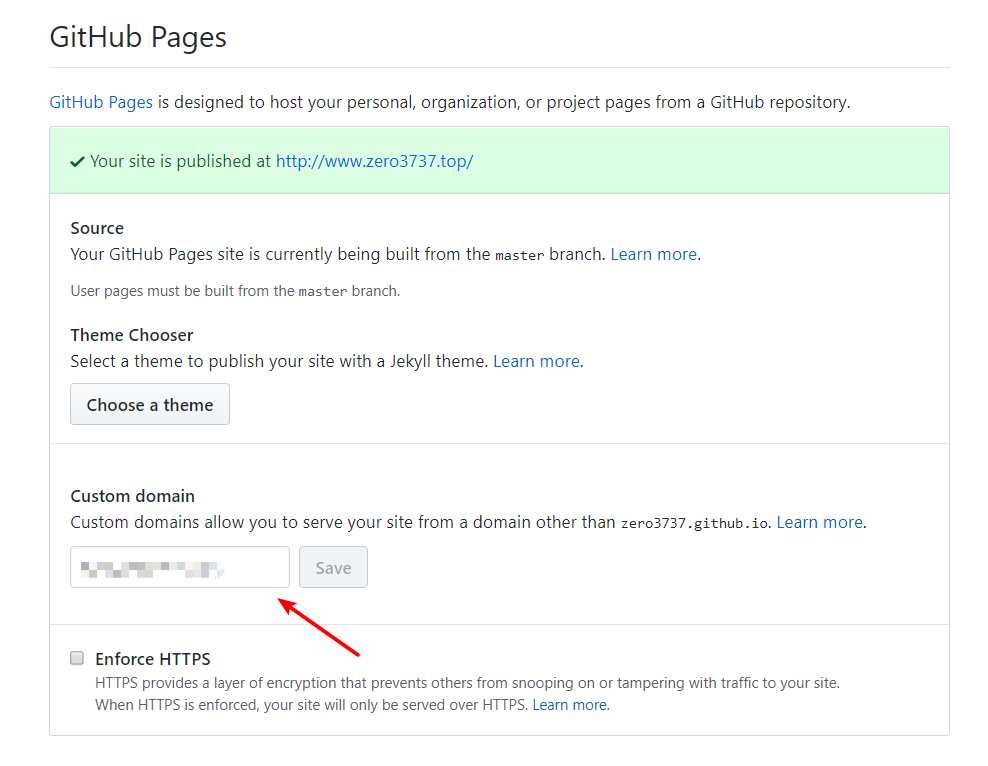 GitHub Pages
GitHub Pages is designed to host your personal, organization, or project pages from a GitHub repository.
Your site is published at http://www.zero3737.top/
Source
Your GitHub Pages site is currently being built from the master branch. Learn more.
User pages must be built from the master branch.
Theme Chooser
Select a theme to publish your site with a Jekyll theme. Learn more.
Choose a theme
Custom domain
Custom domains allow you to serve your site from a domain other than zero3737.github.io. Learn more.
Save
Enforce HTTPS
HTTPS provides a layer of encryption that prevents others from snooping on or tampering with traffic to your site.
When HTTPS is enforced, your site will only be served over HTTPS. Learn more.